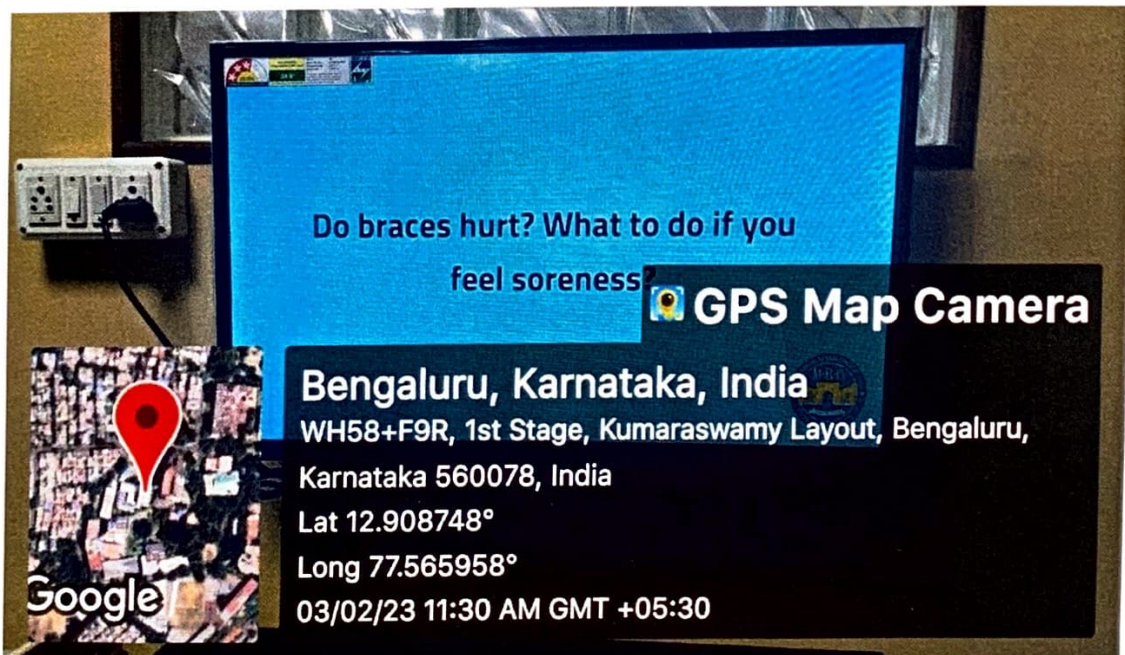 Do braces hurt? What to do if you
feel soreness?
GPS Map Camera
Bengaluru, Karnataka, India
WH58+F9R, 1st Stage, Kumaraswamy Layout, Bengaluru,
Karnataka 560078, India
Lat 12.908748°
Long 77.565958°
03/02/23 11:30 AM GMT +05:30
Google